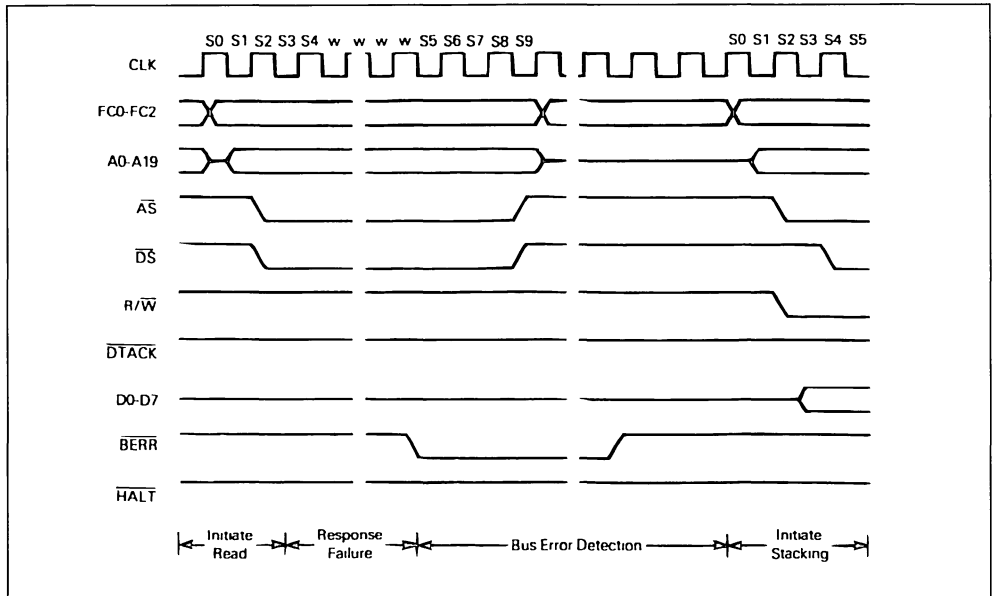 S0 S1 S2 S3 S4 w w w w S5 S6 S7 S8 S9 S0 S1 S2 S3 S4 S5
CLK
FC0-FC2
A0-A19
AS
DS
R/W
DTACK
D0-D7
BERR
HALT
Initiate Read
Response Failure
Bus Error Detection
Initiate Stacking